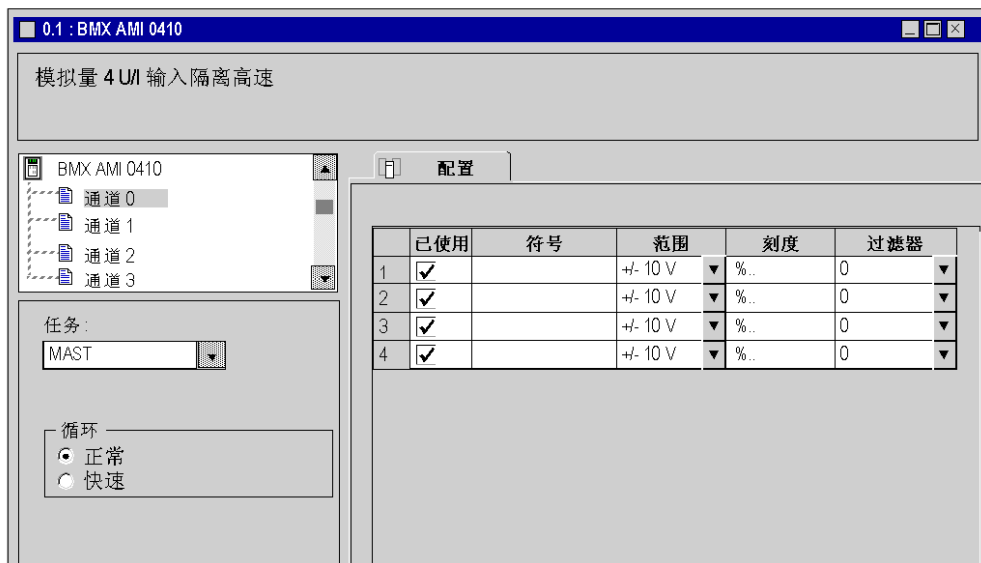 0.1 : BMX AMI 0410
模拟量 4 U/I 输入隔离高速
BMX AMI 0410
通道 0
通道 1
通道 2
通道 3
任务:
MAST
循环
正常
快速
配置
已使用 符号 范围 刻度 过滤器
1 +/- 10 V %.. 0
2 +/- 10 V %.. 0
3 +/- 10 V %.. 0
4 +/- 10 V %.. 0